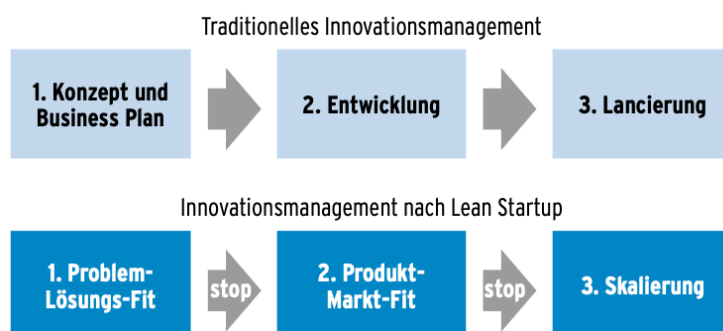 Traditionelles Innovationsmanagement
1. Konzept und
Business Plan
2. Entwicklung
3. Lancierung
Innovationsmanagement nach Lean Startup
1. Problem-
Lösungs-Fit
stop
2. Produkt-
Markt-Fit
stop
3. Skalierung